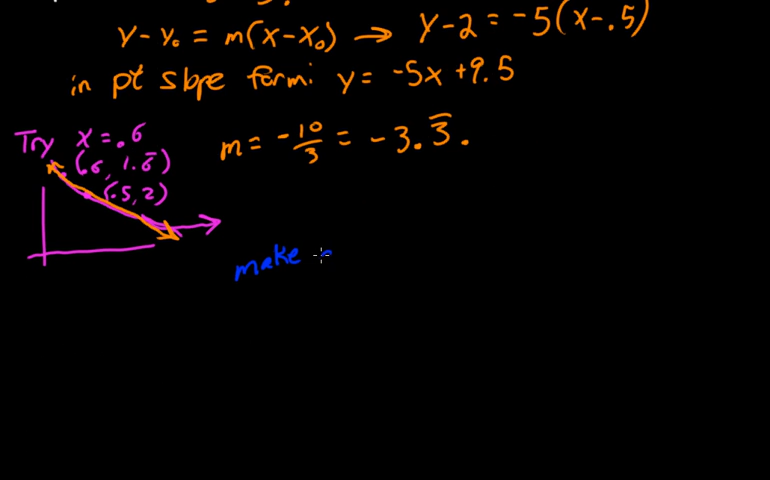 y-y₀ = m(x-x₀) → y-2 = -5(x-.5)
in pt slope form: y = -5x +9.5
Try x=.6
(.6, 1.6̅)
(.5, 2)
m = -10/3 = -3.3̅.
make